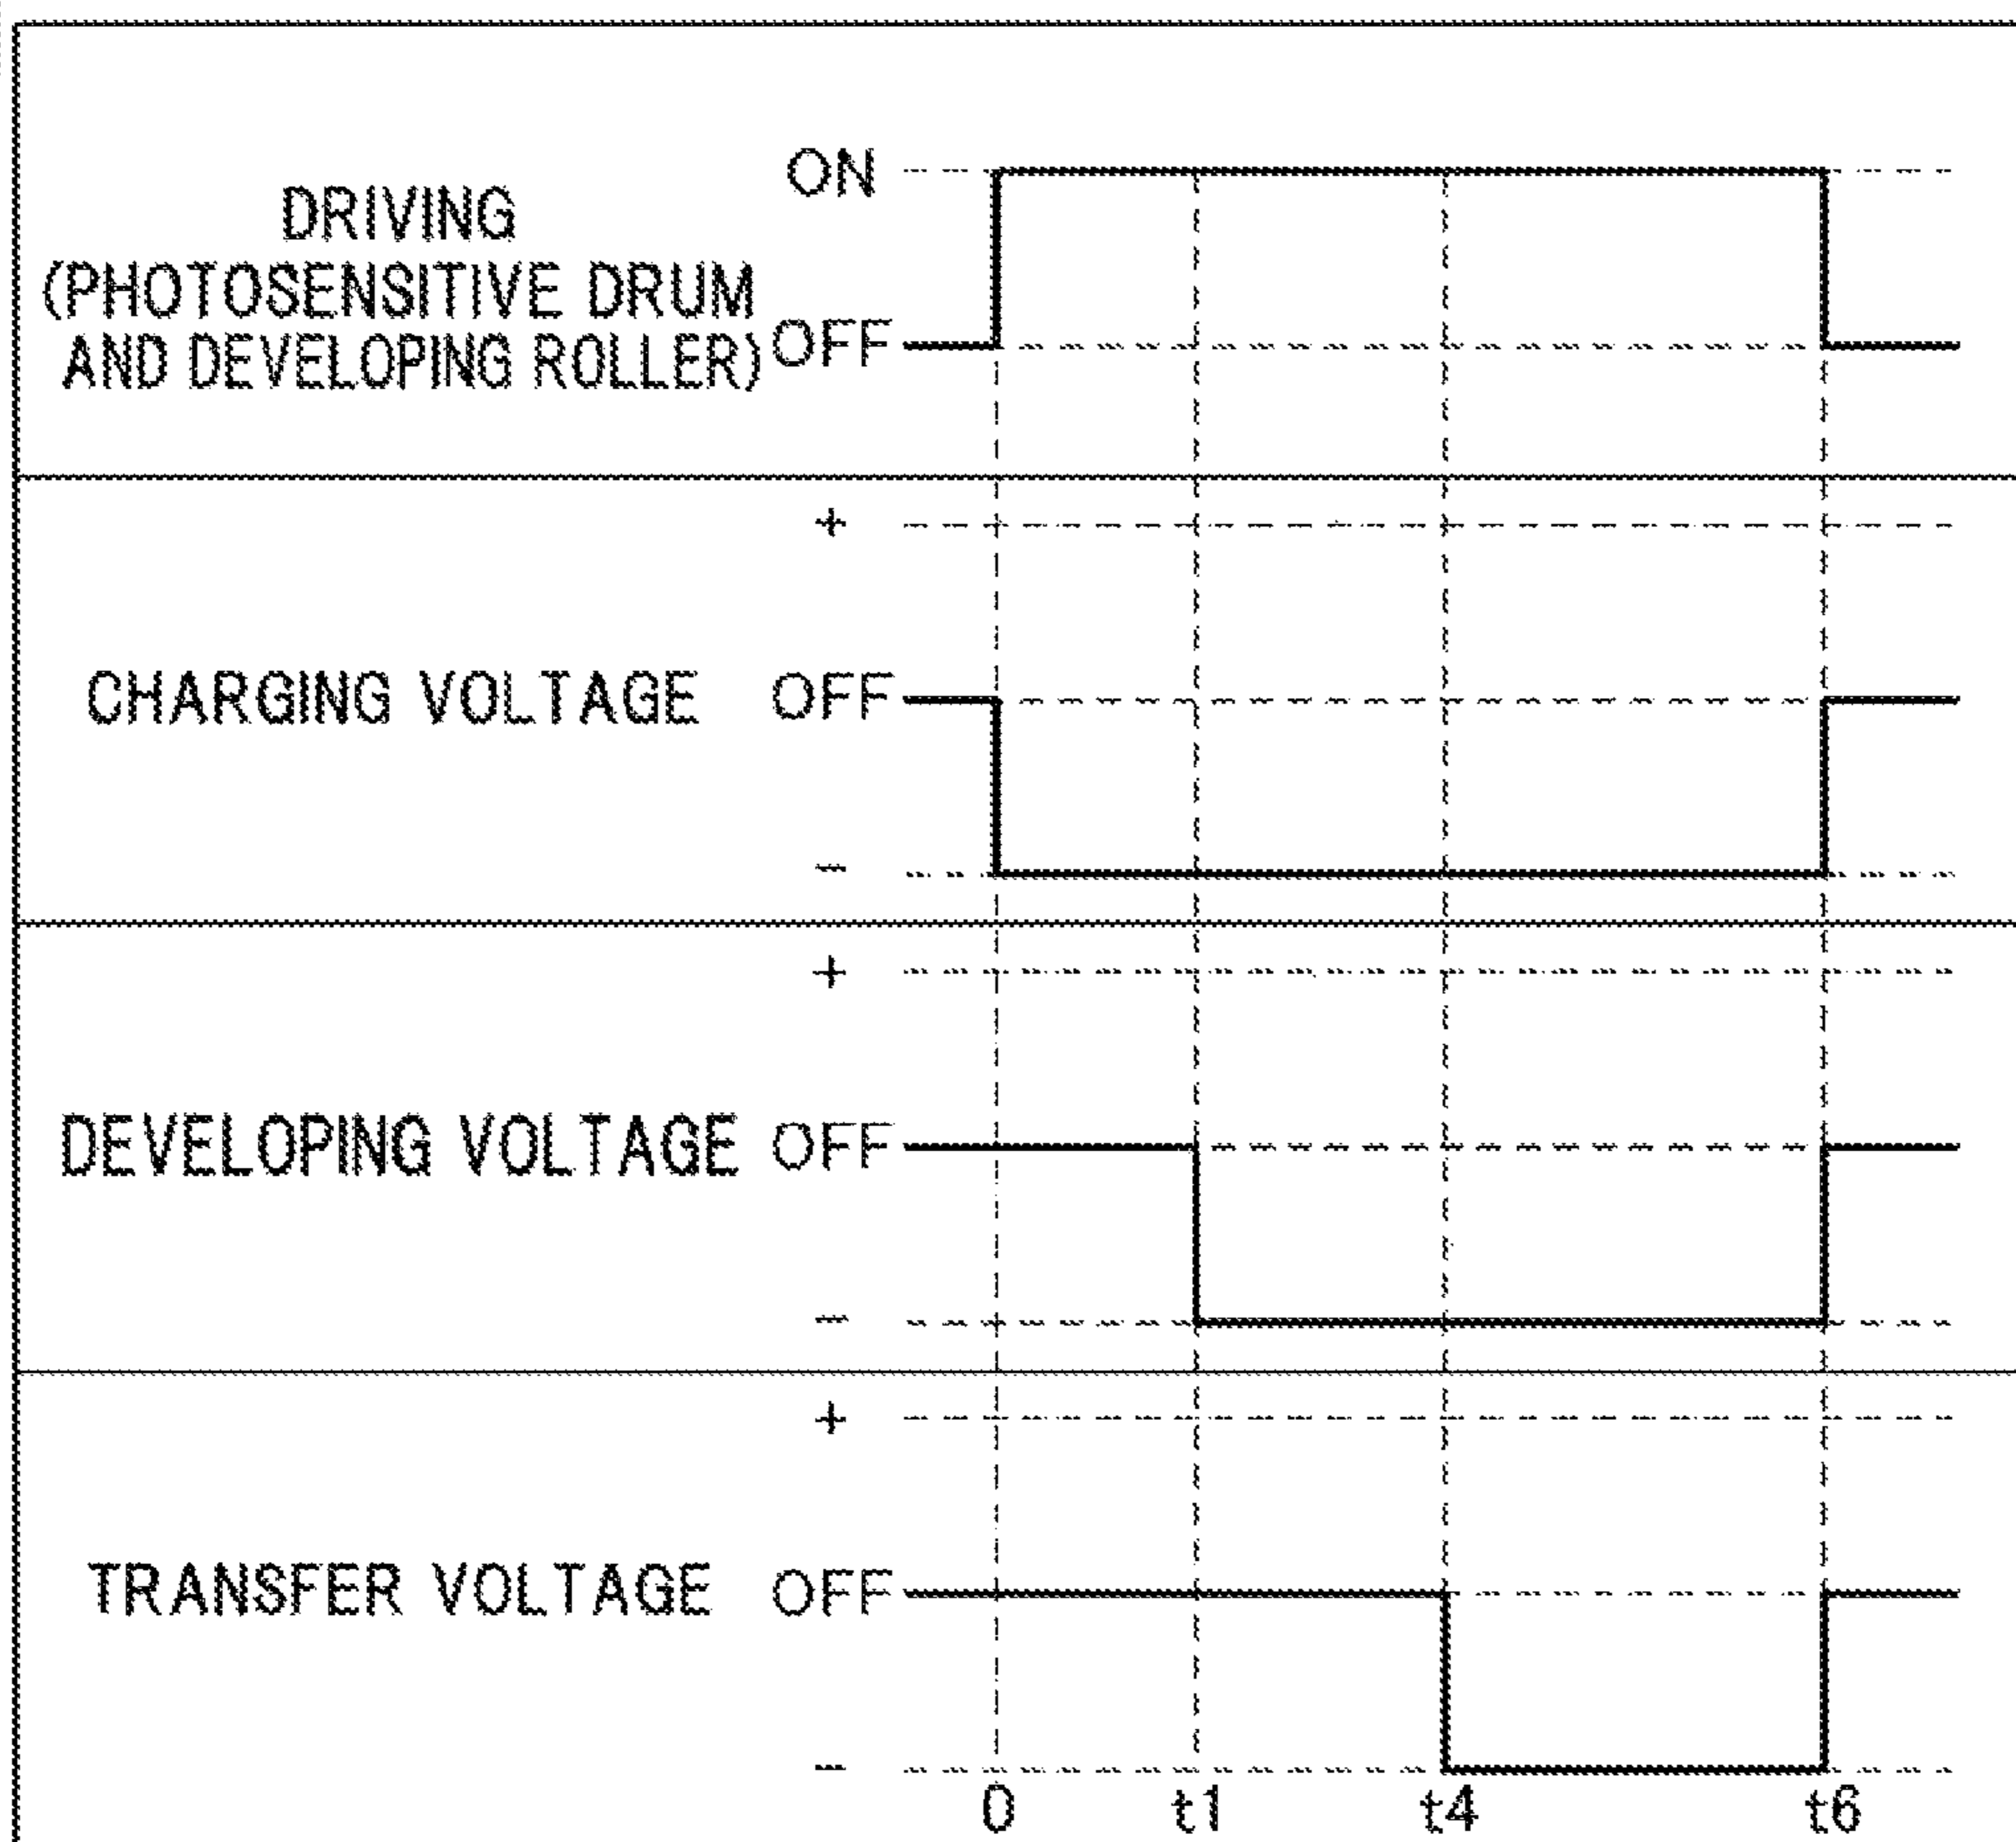 ON
DRIVING
(PHOTOSENSITIVE DRUM
AND DEVELOPING ROLLER)
OFF
+
CHARGING VOLTAGE OFF
−
+
DEVELOPING VOLTAGE OFF
−
+
TRANSFER VOLTAGE OFF
−
0 t1 t4 t6